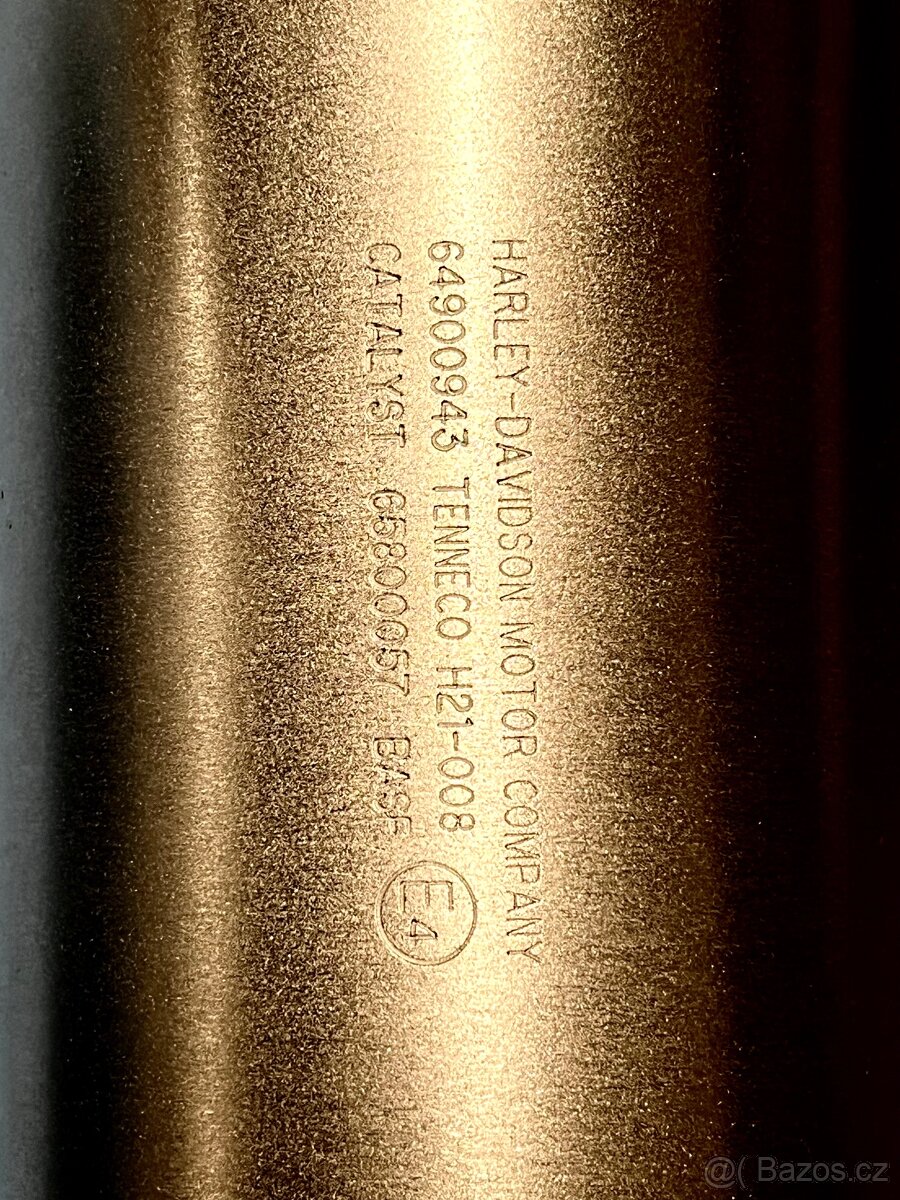 HARLEY-DAVIDSON MOTOR COMPANY
64900943 TENNECO H21-008
CATALYST 65800057 BASF
E4
@( Bazos.cz